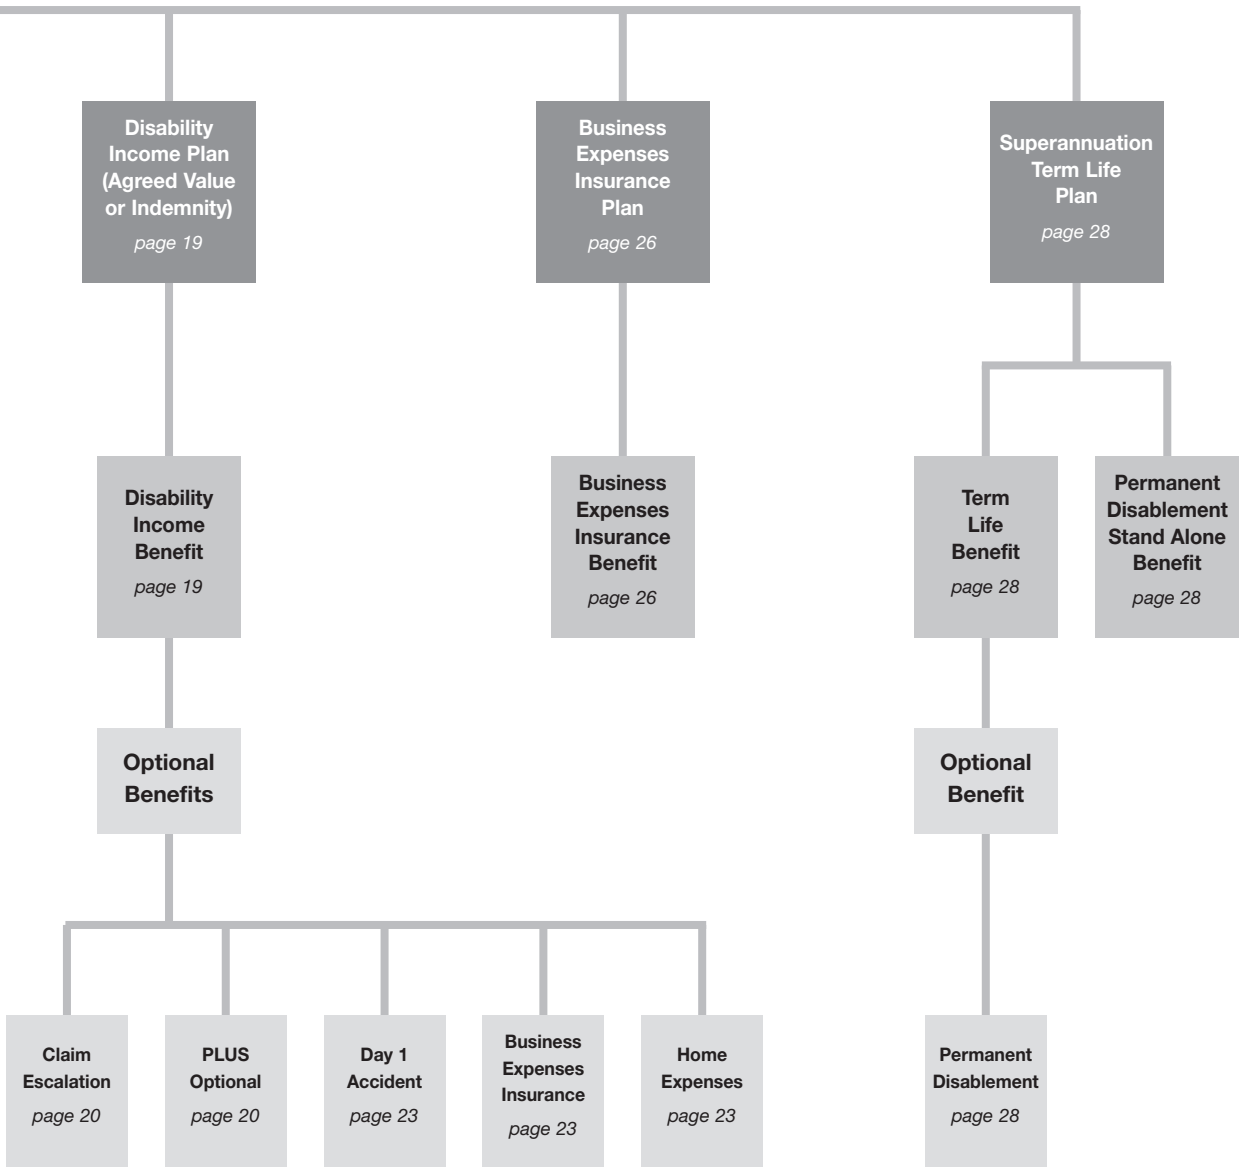 Disability
Income Plan
(Agreed Value
or Indemnity)
page 19
Business
Expenses
Insurance
Plan
page 26
Superannuation
Term Life
Plan
page 28
Disability
Income
Benefit
page 19
Business
Expenses
Insurance
Benefit
page 26
Term
Life
Benefit
page 28
Permanent
Disablement
Stand Alone
Benefit
page 28
Optional
Benefits
Optional
Benefit
Claim
Escalation
page 20
PLUS
Optional
page 20
Day 1
Accident
page 23
Business
Expenses
Insurance
page 23
Home
Expenses
page 23
Permanent
Disablement
page 28